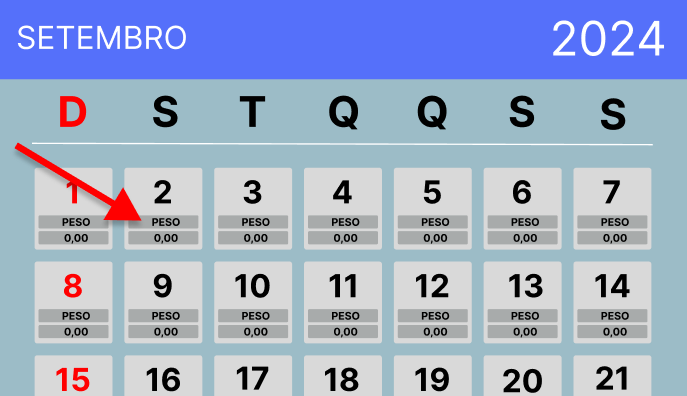 SETEMBRO 2024
D S T Q Q S S
1 2 3 4 5 6 7
PESO PESO PESO PESO PESO PESO PESO
0,00 0,00 0,00 0,00 0,00 0,00 0,00
8 9 10 11 12 13 14
PESO PESO PESO PESO PESO PESO PESO
0,00 0,00 0,00 0,00 0,00 0,00 0,00
15 16 17 18 19 20 21